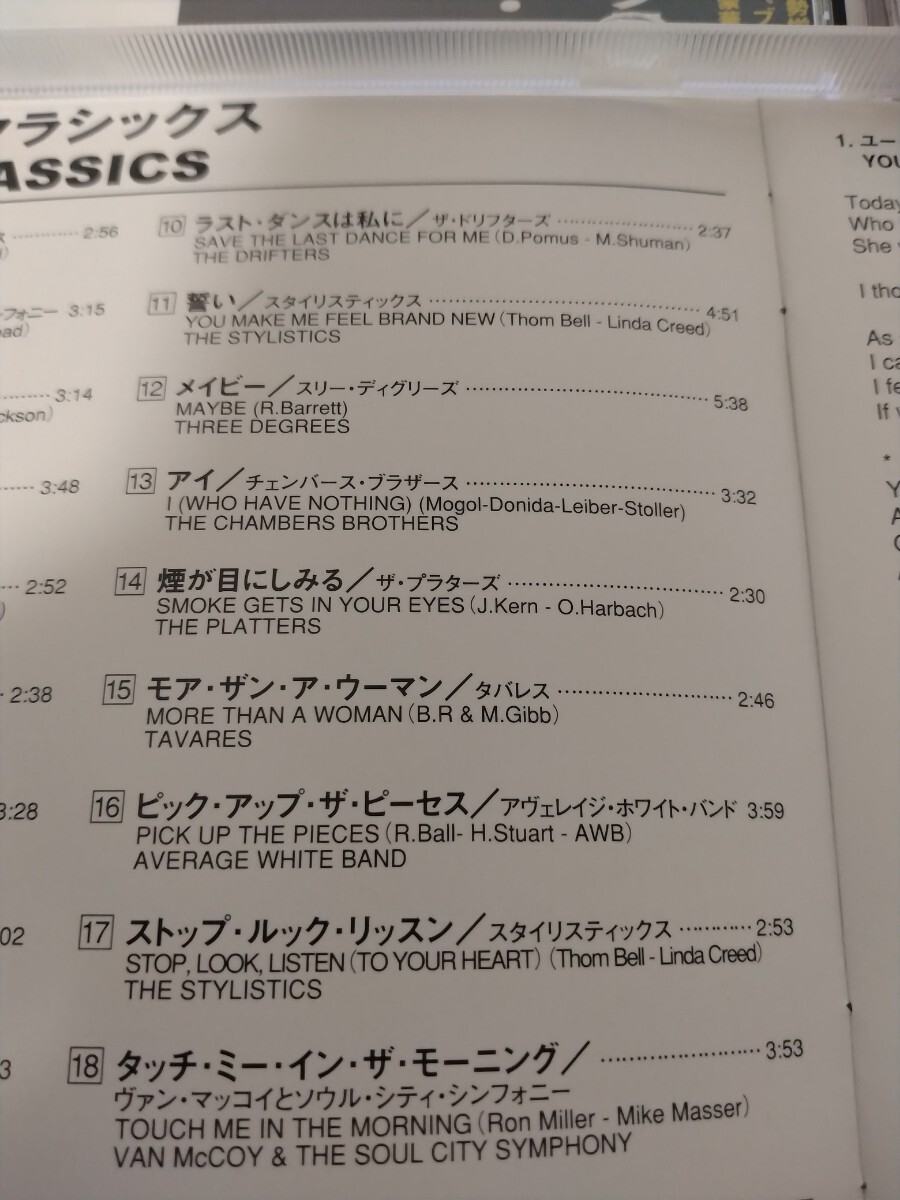 ラシックス
ASSICS
2:56
フォニー 3:15
3:14
ckson)
3:48
2:52
2:38
3:28
02
3
10 ラスト・ダンスは私に／ザ・ドリフターズ 2:37
SAVE THE LAST DANCE FOR ME (D.Pomus - M.Shuman)
THE DRIFTERS
11 誓い／スタイリスティックス 4:51
YOU MAKE ME FEEL BRAND NEW (Thom Bell - Linda Creed)
THE STYLISTICS
12 メイビー／スリー・ディグリーズ 5:38
MAYBE (R.Barrett)
THREE DEGREES
13 アイ／チェンバース・ブラザース 3:32
I (WHO HAVE NOTHING) (Mogol-Donida-Leiber-Stoller)
THE CHAMBERS BROTHERS
14 煙が目にしみる／ザ・プラターズ 2:30
SMOKE GETS IN YOUR EYES (J.Kern - O.Harbach)
THE PLATTERS
15 モア・ザン・ア・ウーマン／タバレス 2:46
MORE THAN A WOMAN (B.R & M.Gibb)
TAVARES
16 ピック・アップ・ザ・ピーセス／アヴェレイジ・ホワイト・バンド 3:59
PICK UP THE PIECES (R.Ball- H.Stuart - AWB)
AVERAGE WHITE BAND
17 ストップ・ルック・リッスン／スタイリスティックス 2:53
STOP, LOOK, LISTEN (TO YOUR HEART) (Thom Bell - Linda Creed)
THE STYLISTICS
18 タッチ・ミー・イン・ザ・モーニング／ 3:53
ヴァン・マッコイとソウル・シティ・シンフォニー
TOUCH ME IN THE MORNING (Ron Miller - Mike Masser)
VAN McCOY & THE SOUL CITY SYMPHONY
1. ユー
YOU
Today
Who
She
I tho
As
I ca
I fe
If
*